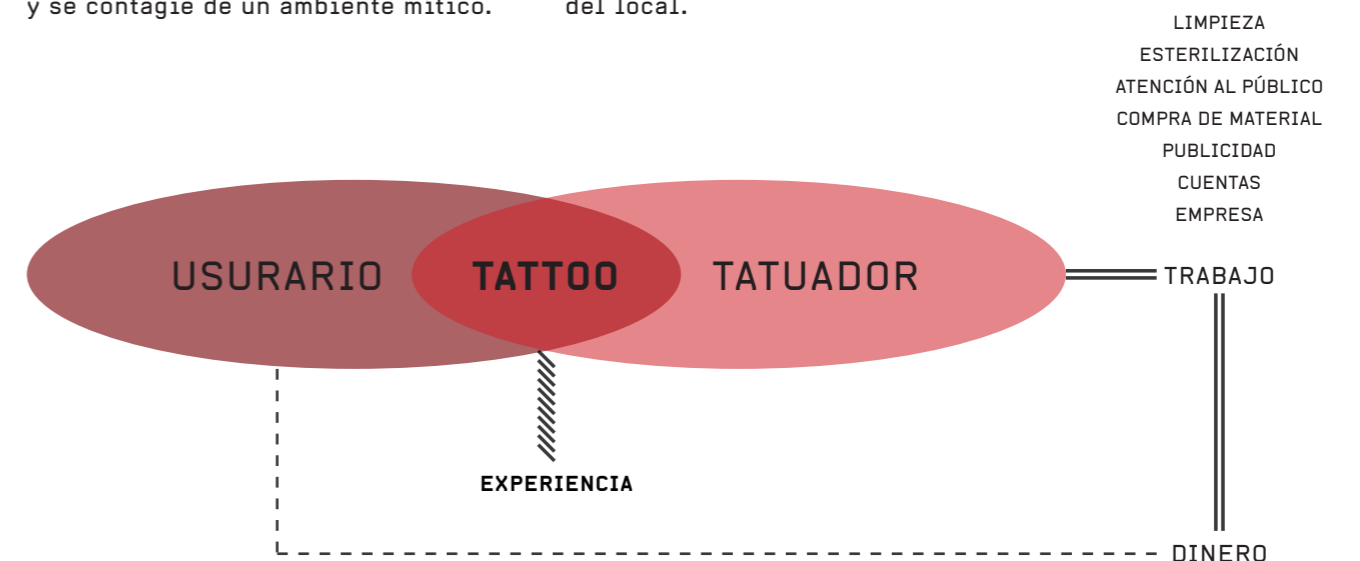 y se contagie de un ambiente mítico.
del local.
LIMPIEZA
ESTERILIZACIÓN
ATENCIÓN AL PÚBLICO
COMPRA DE MATERIAL
PUBLICIDAD
CUENTAS
EMPRESA
USURARIO
TATTOO
TATUADOR
TRABAJO
EXPERIENCIA
DINERO